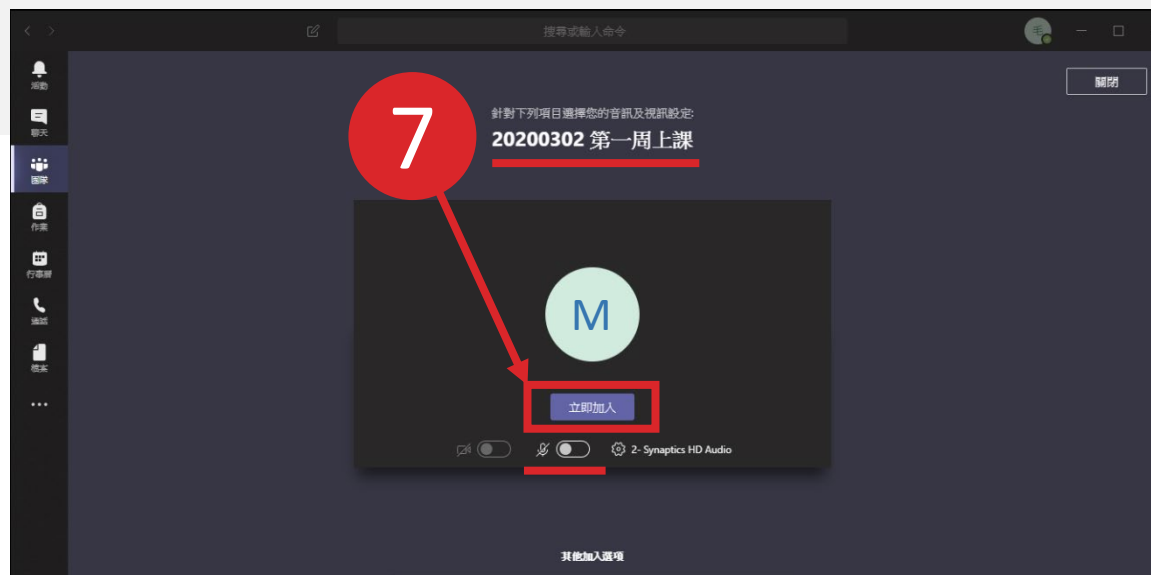 搜尋或輸入命令
毛
活動
聊天
團隊
作業
行事曆
通話
檔案
關閉
7
針對下列項目選擇您的音訊及視訊設定:
20200302 第一周上課
M
立即加入
2- Synaptics HD Audio
其他加入選項